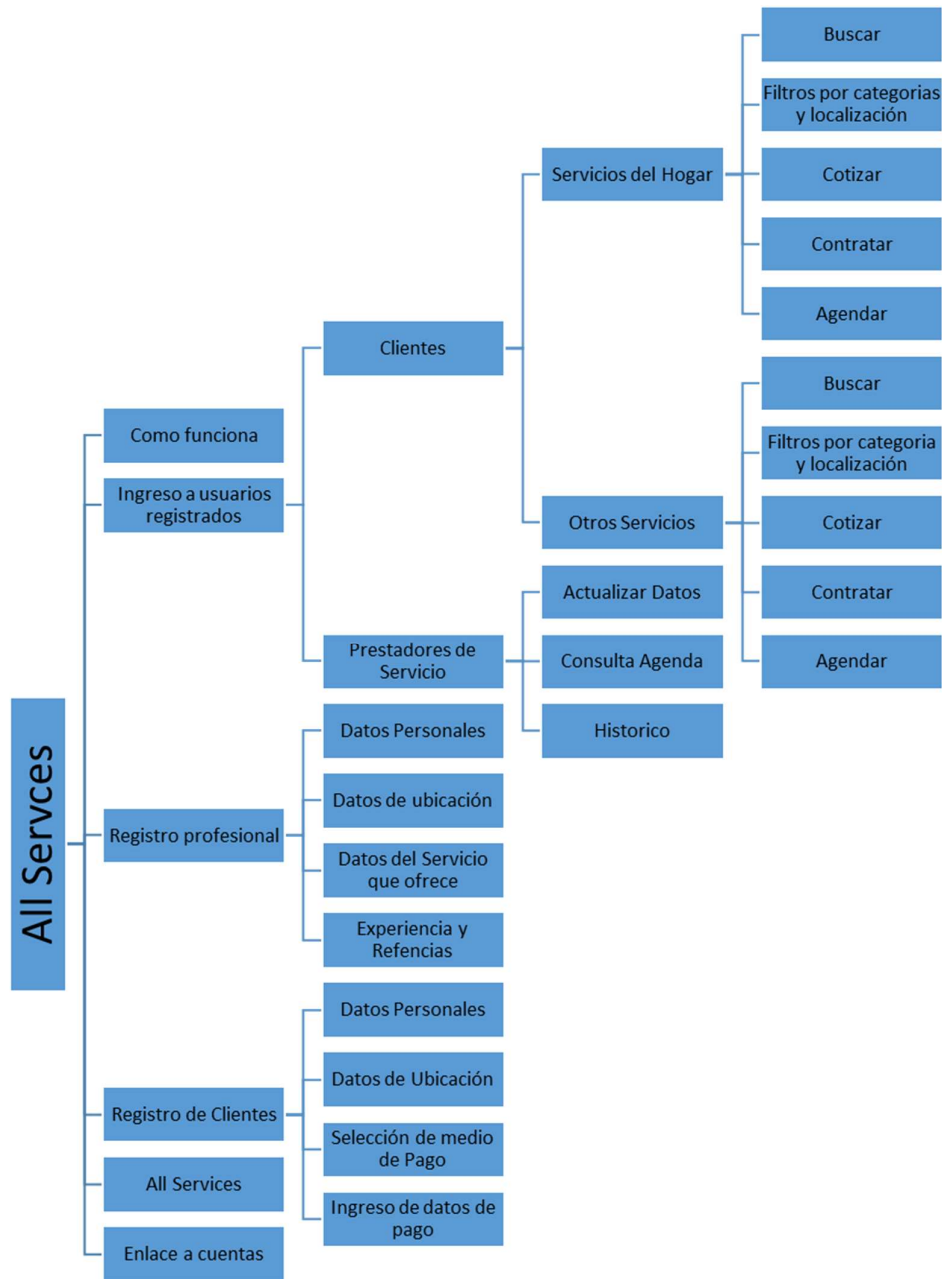 All Servces
Como funciona
Ingreso a usuarios
registrados
Clientes
Servicios del Hogar
Buscar
Filtros por categorias
y localización
Cotizar
Contratar
Agendar
Otros Servicios
Buscar
Filtros por categoria
y localización
Cotizar
Contratar
Agendar
Prestadores de
Servicio
Actualizar Datos
Consulta Agenda
Historico
Registro profesional
Datos Personales
Datos de ubicación
Datos del Servicio
que ofrece
Experiencia y
Refencias
Registro de Clientes
Datos Personales
Datos de Ubicación
Selección de medio
de Pago
Ingreso de datos de
pago
All Services
Enlace a cuentas